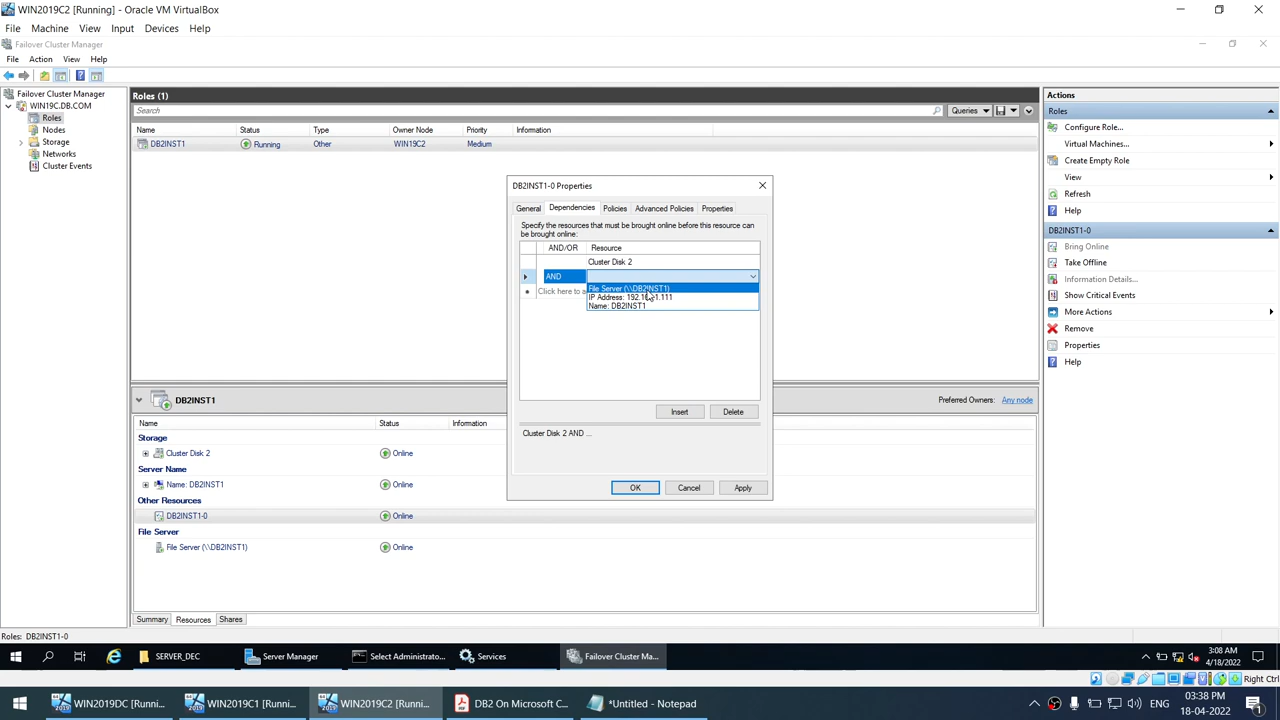 WIN2019C2 [Running] - Oracle VM VirtualBox
File Machine View Input Devices Help
Failover Cluster Manager
File Action View Help
Failover Cluster Manager
WIN19C.DB.COM
Roles
Nodes
Storage
Networks
Cluster Events
Roles (1)
Search
Queries
Name Status Type Owner Node Priority Information
DB2INST1 Running Other WIN19C2 Medium
DB2INST1-0 Properties
General Dependencies Policies Advanced Policies Properties
Specify the resources that must be brought online before this resource can
be brought online:
AND/OR Resource
Cluster Disk 2
AND
Click here to a
File Server (\\DB2INST1)
IP Address: 1.111
Name: DB2INST1
Insert Delete
Cluster Disk 2 AND ...
OK Cancel Apply
DB2INST1 Preferred Owners: Any node
Name Status Information
Storage
Cluster Disk 2 Online
Server Name
Name: DB2INST1 Online
Other Resources
DB2INST1-0 Online
File Server
File Server (\\DB2INST1) Online
Summary Resources Shares
Actions
Roles
Configure Role...
Virtual Machines...
Create Empty Role
View
Refresh
Help
DB2INST1-0
Bring Online
Take Offline
Information Details...
Show Critical Events
More Actions
Remove
Properties
Help
Roles: DB2INST1-0
SERVER_DEC Server Manager Select Administrato... Services Failover Cluster Ma...
3:08 AM
4/18/2022
Right Ctrl
WIN2019DC [Runni... WIN2019C1 [Runnin... WIN2019C2 [Runnin... DB2 On Microsoft C... *Untitled - Notepad
ENG
03:38 PM
18-04-2022